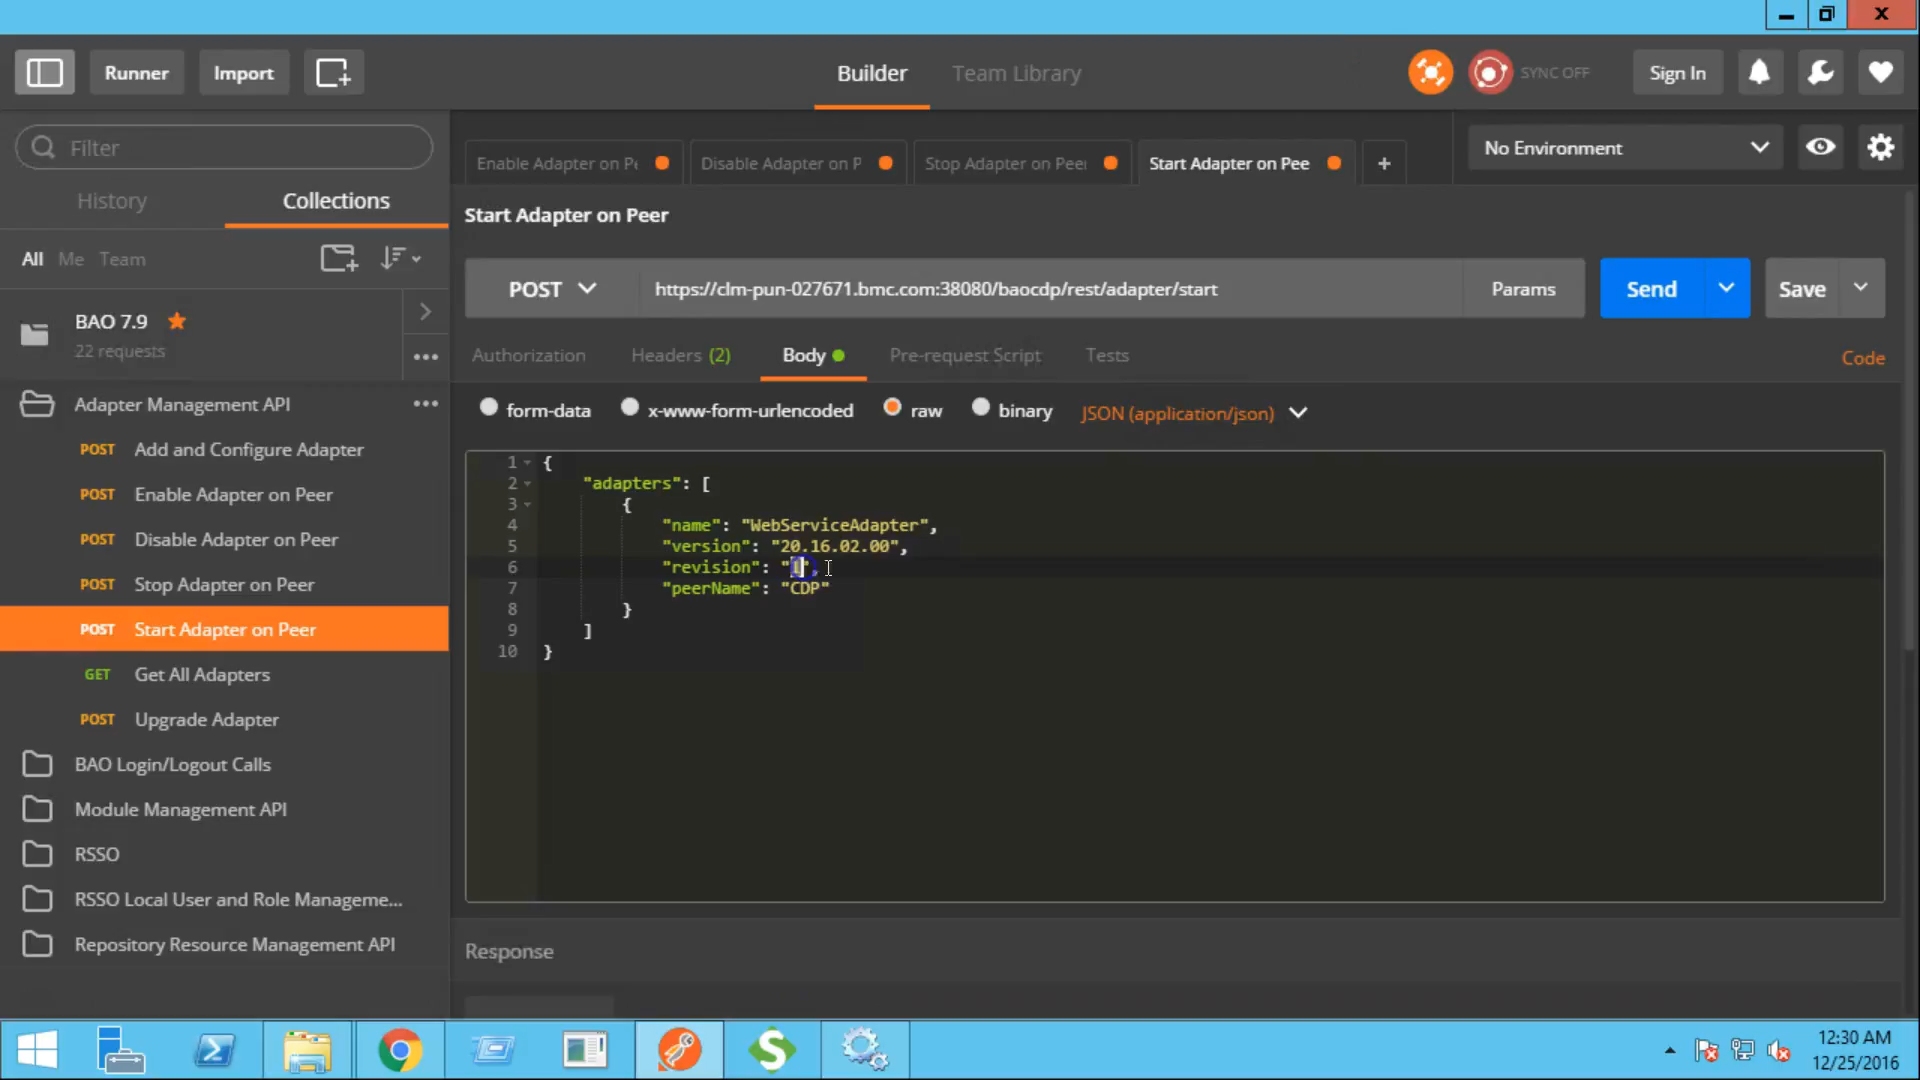 Runner
Import
Builder
Team Library
SYNC OFF
Sign In
Filter
History
Collections
All
Me
Team
BAO 7.9
22 requests
Adapter Management API
POST Add and Configure Adapter
POST Enable Adapter on Peer
POST Disable Adapter on Peer
POST Stop Adapter on Peer
POST Start Adapter on Peer
GET Get All Adapters
POST Upgrade Adapter
BAO Login/Logout Calls
Module Management API
RSSO
RSSO Local User and Role Manageme...
Repository Resource Management API
Enable Adapter on Pe
Disable Adapter on P
Stop Adapter on Peer
Start Adapter on Pee
+
No Environment
Start Adapter on Peer
POST
https://clm-pun-027671.bmc.com:38080/baocdp/rest/adapter/start
Params
Send
Save
Authorization
Headers (2)
Body
Pre-request Script
Tests
Code
form-data
x-www-form-urlencoded
raw
binary
JSON (application/json)
1 {
2 "adapters": [
3 {
4 "name": "WebServiceAdapter",
5 "version": "20.16.02.00",
6 "revision": "1",
7 "peerName": "CDP"
8 }
9 ]
10 }
Response
12:30 AM
12/25/2016